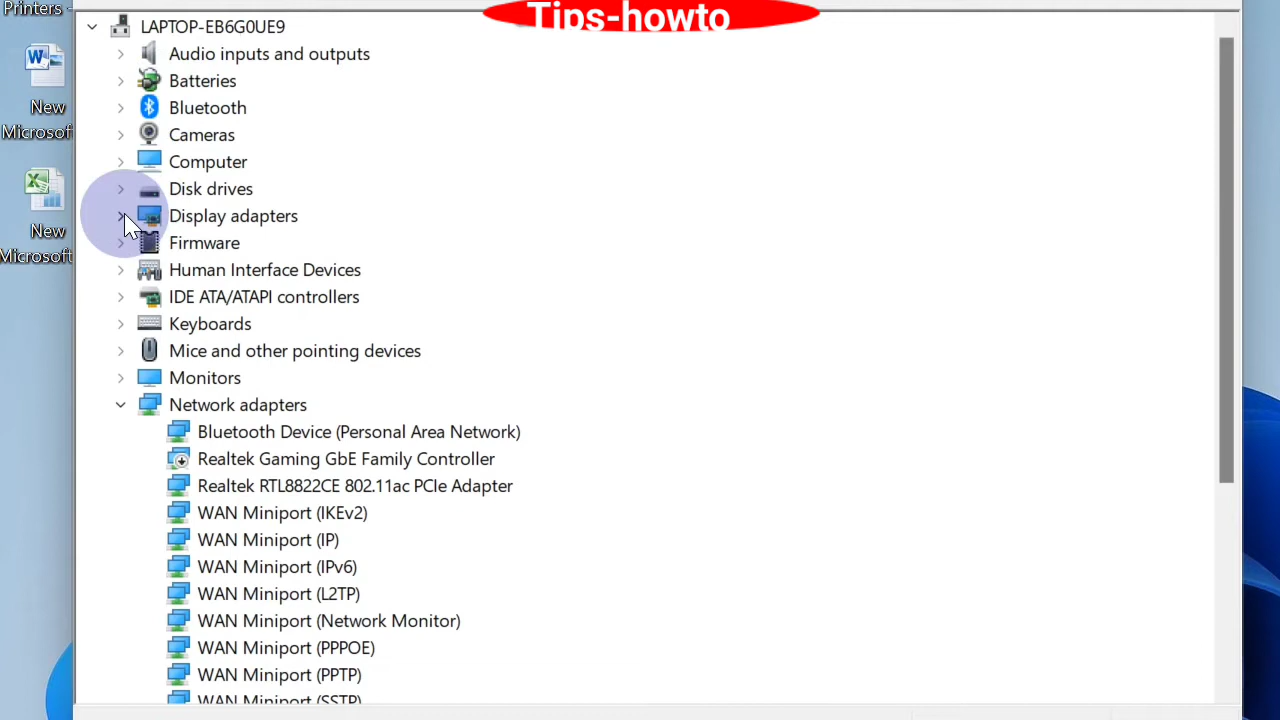 Printers -
Tips-howto
LAPTOP-EB6G0UE9
Audio inputs and outputs
Batteries
Bluetooth
Cameras
Computer
Disk drives
Display adapters
Firmware
Human Interface Devices
IDE ATA/ATAPI controllers
Keyboards
Mice and other pointing devices
Monitors
Network adapters
Bluetooth Device (Personal Area Network)
Realtek Gaming GbE Family Controller
Realtek RTL8822CE 802.11ac PCIe Adapter
WAN Miniport (IKEv2)
WAN Miniport (IP)
WAN Miniport (IPv6)
WAN Miniport (L2TP)
WAN Miniport (Network Monitor)
WAN Miniport (PPPOE)
WAN Miniport (PPTP)
WAN Miniport (SSTP)
New
Microsof
New
Microsoft